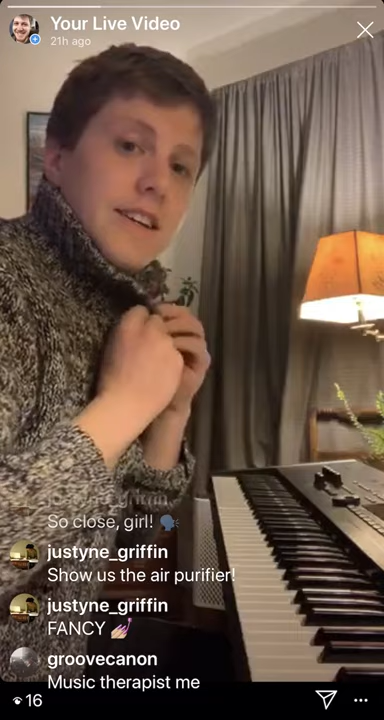 Your Live Video
21h ago
justyne_griffin
So close, girl! 🗣
justyne_griffin
Show us the air purifier!
justyne_griffin
FANCY 💅🏼
groovecanon
Music therapist me
16